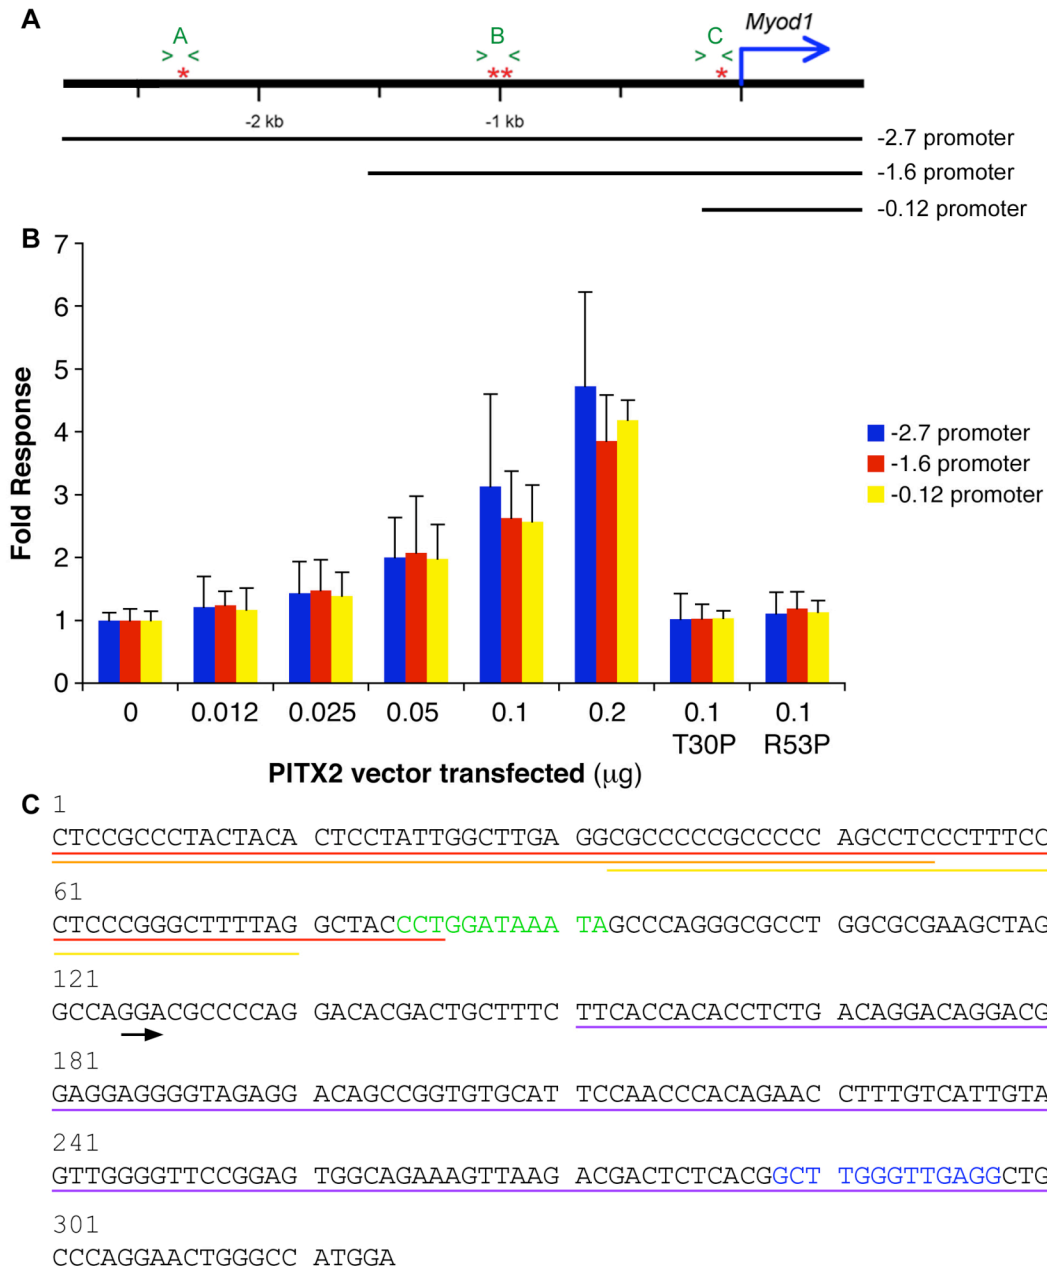 A
A B C Myod1
> < > < > <
* ** *
-2 kb -1 kb
-2.7 promoter
-1.6 promoter
-0.12 promoter
B
7
6
5
4
3
2
1
0
Fold Response
0 0.012 0.025 0.05 0.1 0.2 0.1 0.1
T30P R53P
PITX2 vector transfected (µg)
-2.7 promoter
-1.6 promoter
-0.12 promoter
C
1
CTCCGCCCTACTACA CTCCTATTGGCTTGA GGCGCCCCCGCCCCC AGCCTCCCTTTCC
61
CTCCCGGGCTTTTAG GCTACCCTGGATAAA TAGCCCAGGGCGCCT GGCGCGAAGCTAG
121
GCCAGGACGCCCCAG GACACGACTGCTTTC TTCACCACACCTCTG ACAGGACAGGACG
181
GAGGAGGGGTAGAGG ACAGCCGGTGTGCAT TCCAACCCACAGAAC CTTTGTCATTGTA
241
GTTGGGGTTCCGGAG TGGCAGAAAGTTAAG ACGACTCTCACGGCT TGGGTTGAGGCTG
301
CCCAGGAACTGGGCC ATGGA